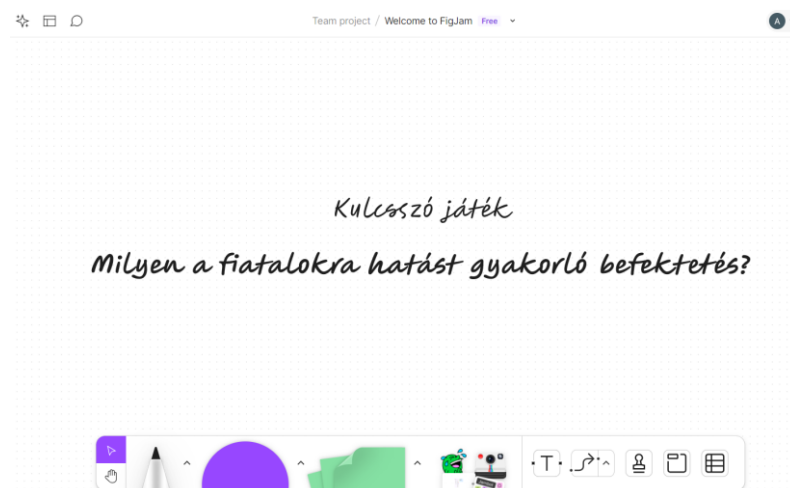 Team project / Welcome to FigJam Free
A
Kulcsszó játék
Milyen a fiatalokra hatást gyakorló befektetés?
T